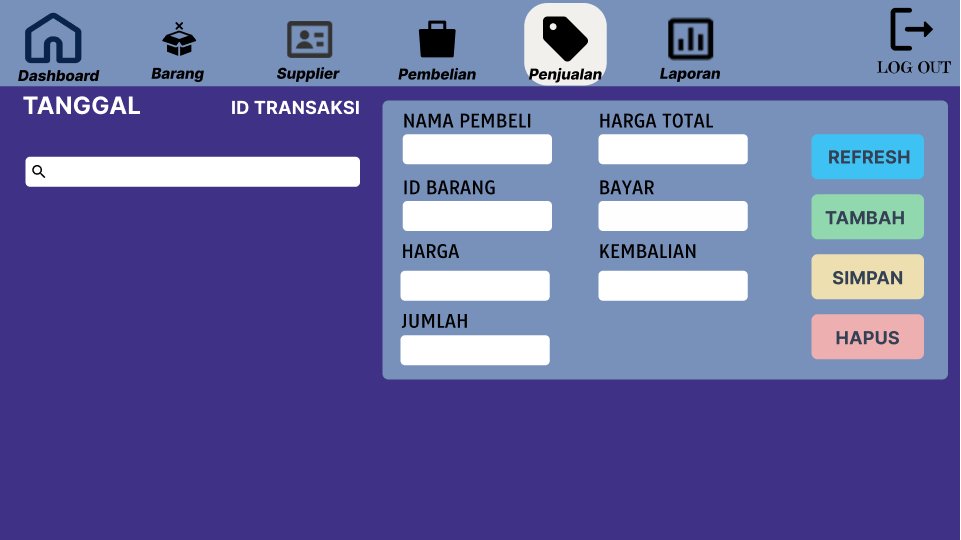 Dashboard
Barang
Supplier
Pembelian
Penjualan
Laporan
LOG OUT
TANGGAL
ID TRANSAKSI
NAMA PEMBELI
HARGA TOTAL
ID BARANG
BAYAR
HARGA
KEMBALIAN
JUMLAH
REFRESH
TAMBAH
SIMPAN
HAPUS